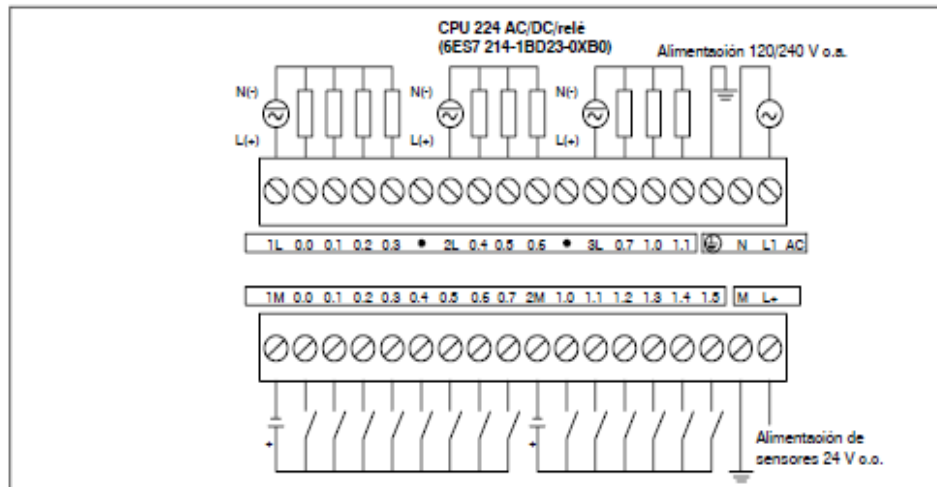 CPU 224 AC/DC/relé
(6ES7 214-1BD23-0XB0)
Alimentación 120/240 V o.a.
N(-) N(-) N(-)
L(+) L(+) L(+)
1L 0.0 0.1 0.2 0.3 • 2L 0.4 0.5 0.6 • 3L 0.7 1.0 1.1 N L1 AC
1M 0.0 0.1 0.2 0.3 0.4 0.5 0.6 0.7 2M 1.0 1.1 1.2 1.3 1.4 1.5 M L+
+ +
Alimentación de
sensores 24 V o.o.